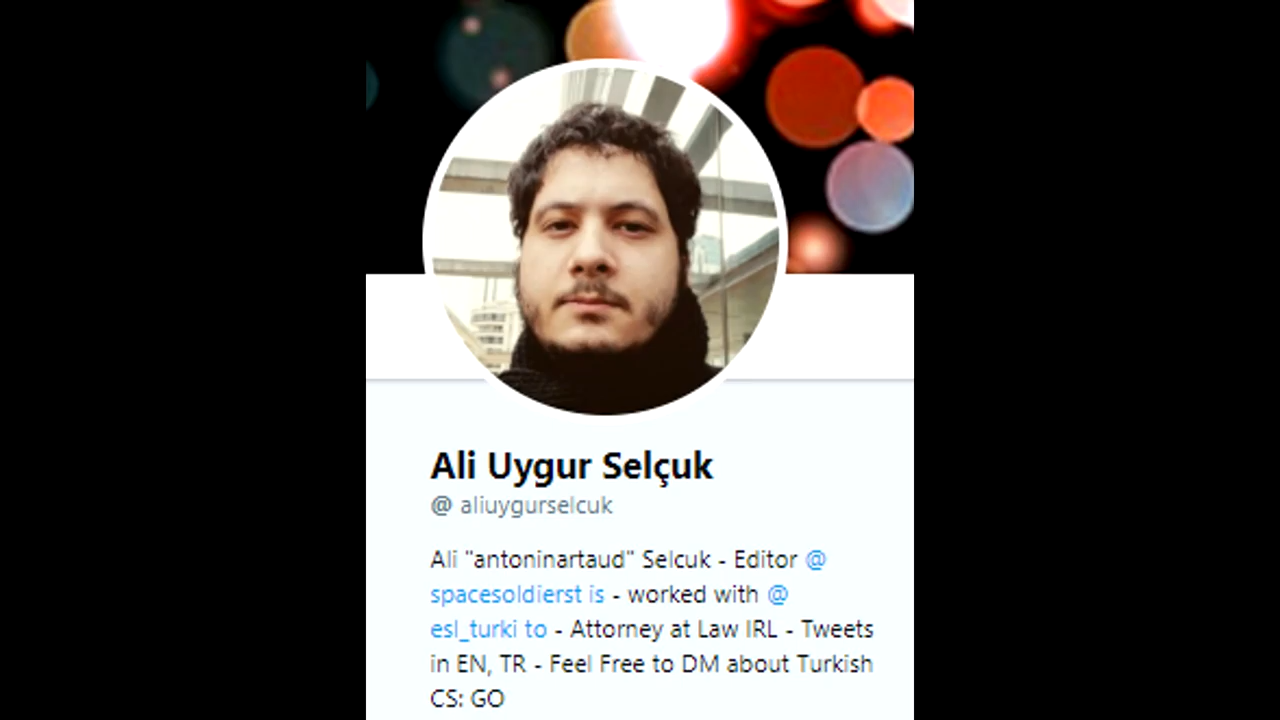 Ali Uygur Selçuk
@ aliuygurselcuk
Ali "antoninartaud" Selcuk - Editor @
spacesoldierst is - worked with @
esl_turki to - Attorney at Law IRL - Tweets
in EN, TR - Feel Free to DM about Turkish
CS: GO